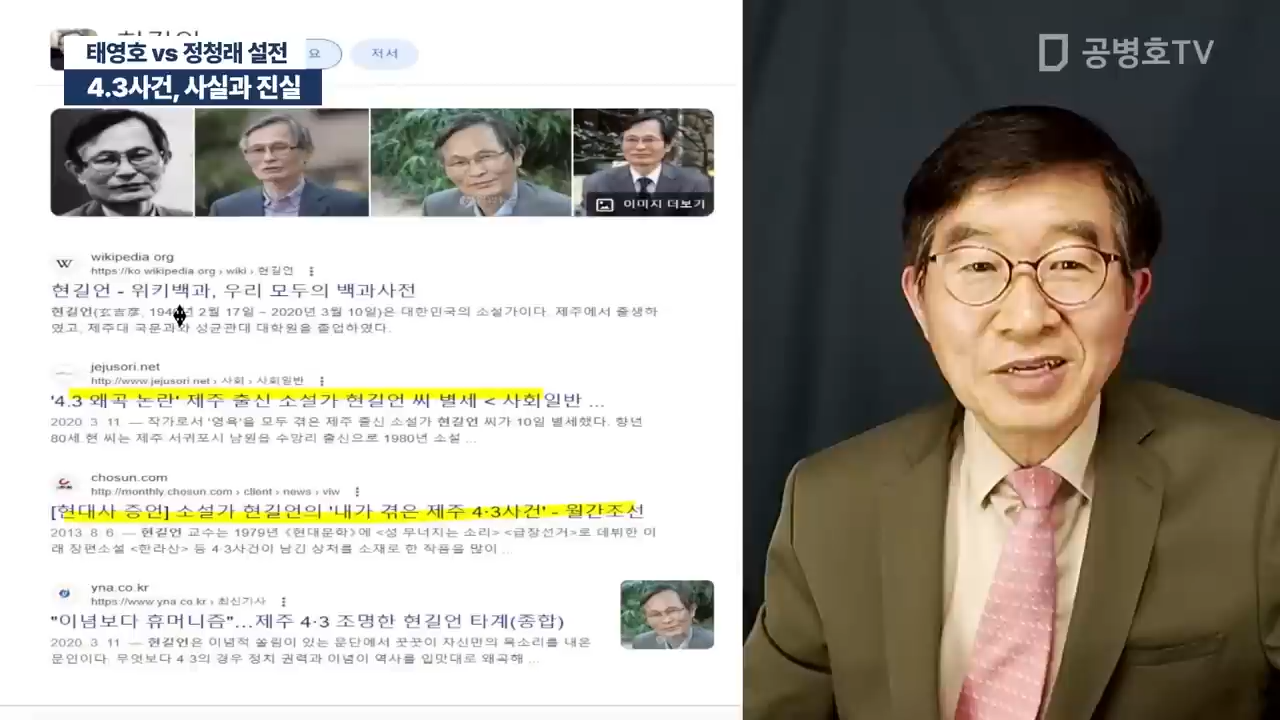 태영호 vs 정청래 설전
4.3사건, 사실과 진실
요
저서
공병호TV
이미지 더보기
W
wikipedia org
https://ko wikipedia org › wiki › 현길언
현길언 - 위키백과, 우리 모두의 백과사전
현길언(玄吉彦, 년 2월 17일 ~ 2020년 3월 10일)은 대한민국의 소설가이다. 제주에서 출생하
였고, 제주대 국문과와 성균관대 대학원을 졸업하였다.
jejusori.net
http://www.jejusori.net › 사회 › 사회일반
'4.3 왜곡 논란' 제주 출신 소설가 현길언 씨 별세 < 사회일반 ...
2020. 3. 11. — 작가로서 '영욕'을 모두 겪은 제주 출신 소설가 현길언 씨가 10일 별세했다. 향년
80세 현 씨는 제주 서귀포시 남원읍 수망리 출신으로 1980년 소설 ...
chosun.com
http://monthly.chosun.com › client › news › viw
[현대사 증언] 소설가 현길언의 '내가 겪은 제주 4·3사건' - 월간조선
2013. 8. 6. — 현길언 교수는 1979년 《현대문학》에 <성 무너지는 소리> <급장선거>로 데뷔한 이
래 장편소설 <한라산> 등 4·3사건이 남긴 상처를 소재로 한 작품을 많이 ...
yna.co.kr
https://www.yna.co.kr › 최신기사
"이념보다 휴머니즘"...제주 4·3 조명한 현길언 타계(종합)
2020. 3. 11. — 현길언은 이념적 쏠림이 있는 문단에서 꿋꿋이 자신만의 목소리를 내온
문인이다. 무엇보다 4·3의 경우 정치 권력과 이념이 역사를 입맛대로 왜곡해 ...